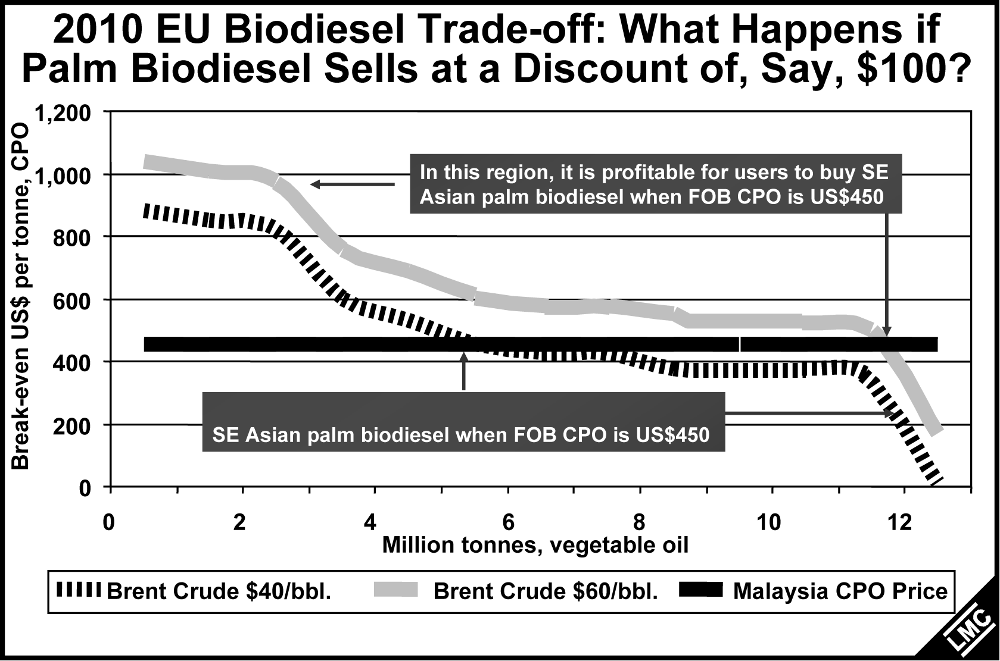 2010 EU Biodiesel Trade-off: What Happens if
Palm Biodiesel Sells at a Discount of, Say, $100?
Break-even US$ per tonne, CPO
1,200
1,000
800
600
400
200
0
In this region, it is profitable for users to buy SE
Asian palm biodiesel when FOB CPO is US$450
SE Asian palm biodiesel when FOB CPO is US$450
0 2 4 6 8 10 12
Million tonnes, vegetable oil
Brent Crude $40/bbl. Brent Crude $60/bbl. Malaysia CPO Price
LMC